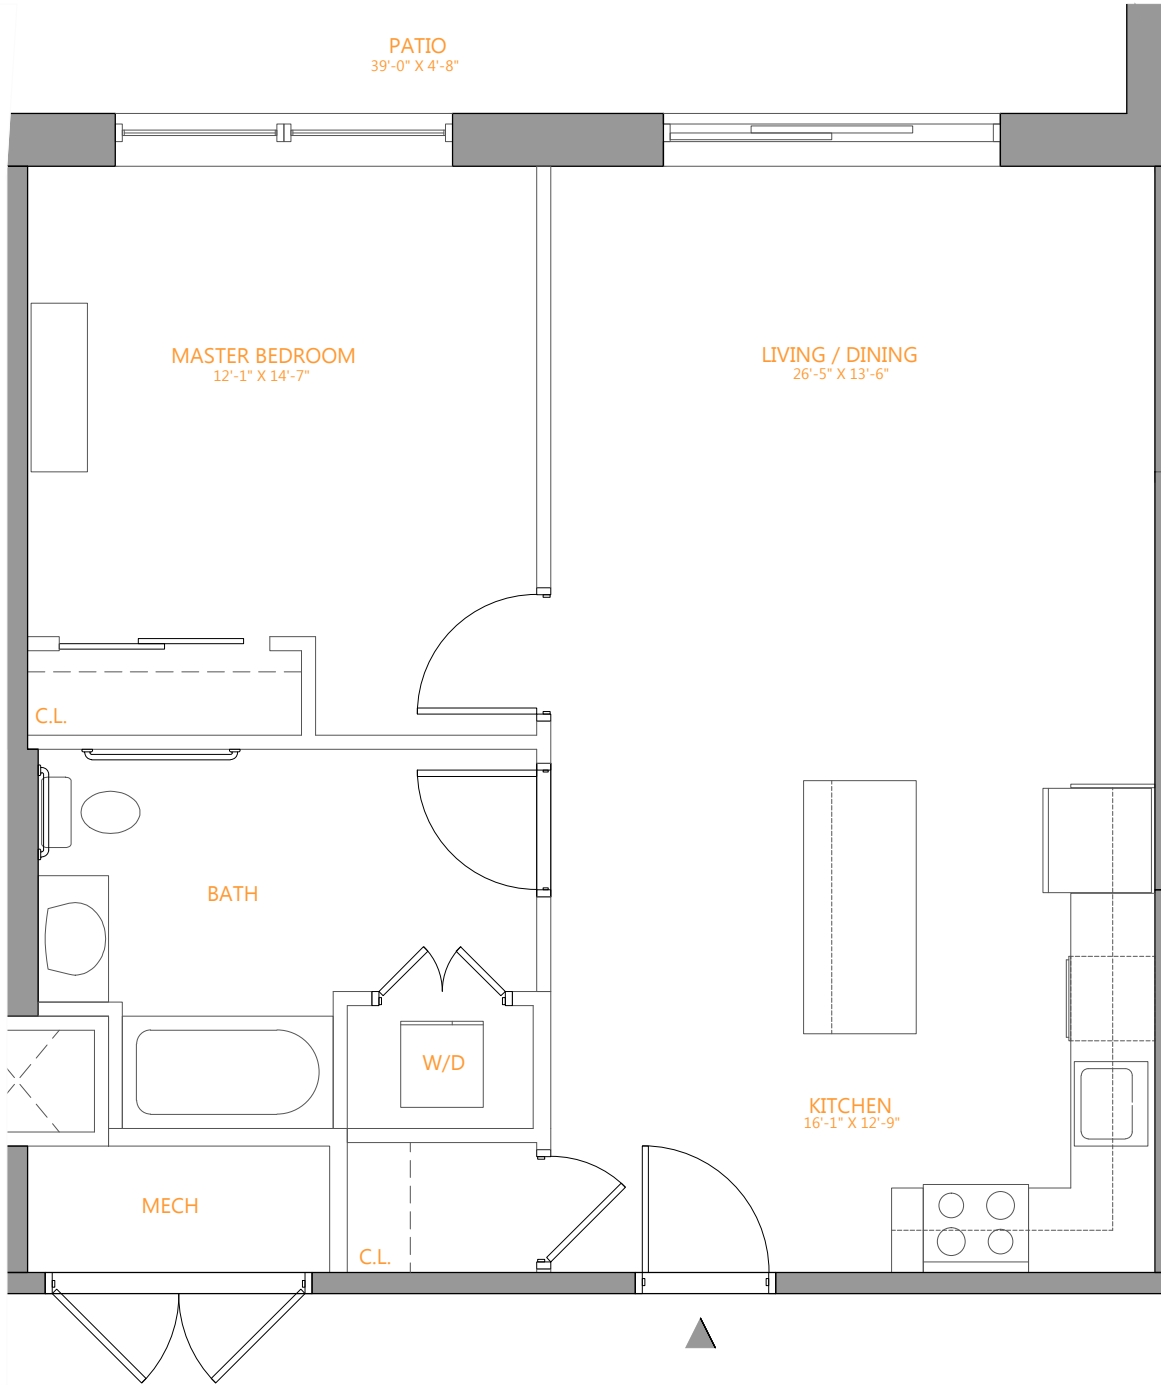 PATIO
39'-0" X 4'-8"
MASTER BEDROOM
12'-1" X 14'-7"
LIVING / DINING
26'-5" X 13'-6"
C.L.
BATH
W/D
KITCHEN
16'-1" X 12'-9"
MECH
C.L.